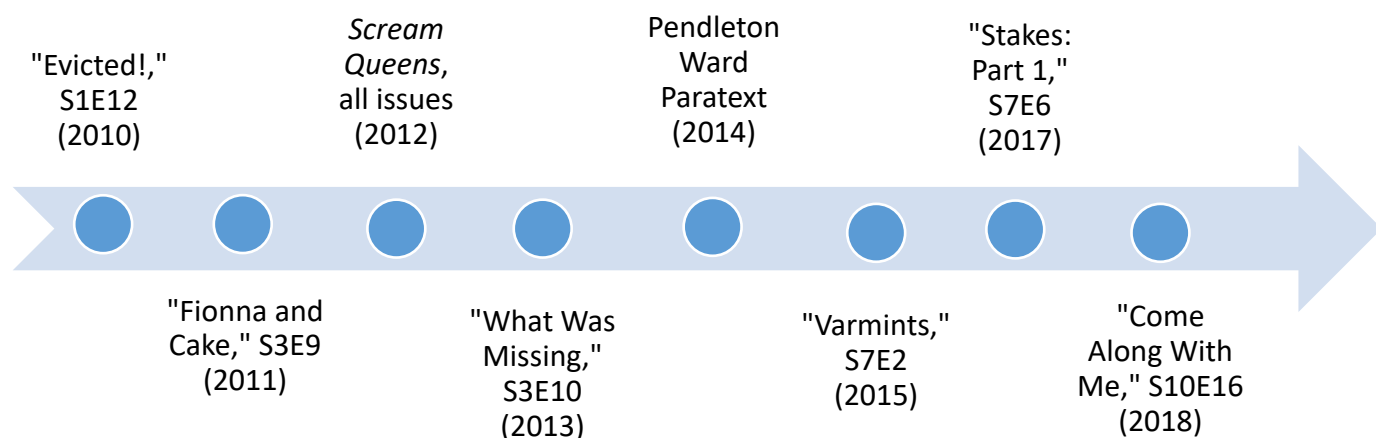 "Evicted!,"
S1E12
(2010)
"Fionna and
Cake," S3E9
(2011)
Scream
Queens,
all issues
(2012)
"What Was
Missing,"
S3E10
(2013)
Pendleton
Ward
Paratext
(2014)
"Varmints,"
S7E2
(2015)
"Stakes:
Part 1,"
S7E6
(2017)
"Come
Along With
Me," S10E16
(2018)